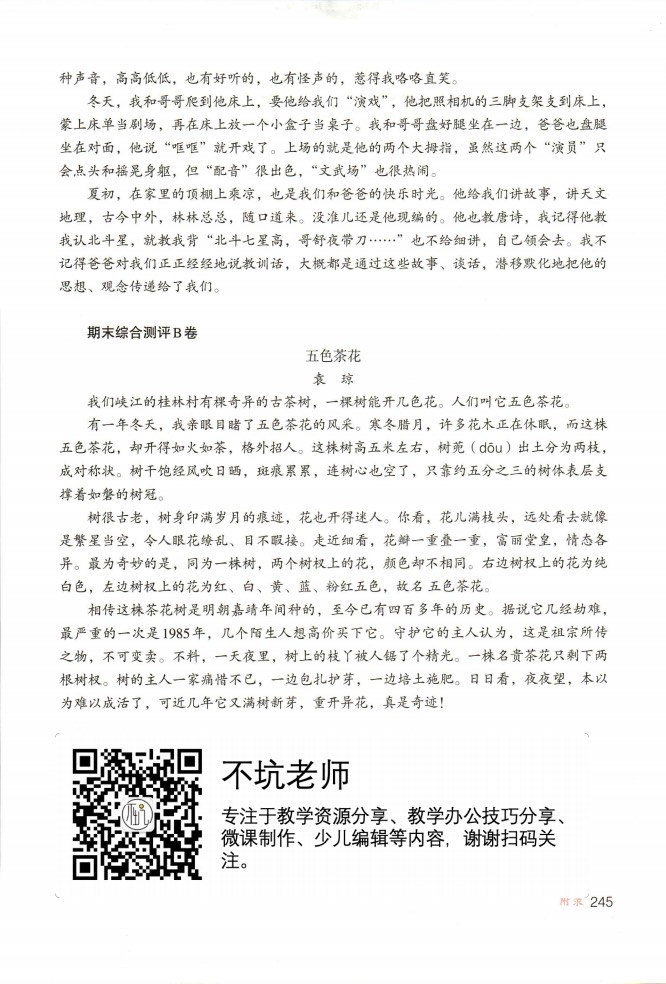 种声音，高高低低，也有好听的，也有怪声的，惹得我咯咯直笑。
冬天，我和哥哥爬到他床上，要他给我们“演戏”，他把照相机的三脚支架支到床上，
蒙上床单当剧场，再在床上放一个小盒子当桌子。我和哥哥盘好腿坐在一边，爸爸也盘腿
坐在对面，他说“哐哐”就开戏了。上场的就是他的两个大拇指，虽然这两个“演员”只
会点头和摇晃身躯，但“配音”很出色，“文武场”也很热闹。
夏初，在家里的顶棚上乘凉，也是我们和爸爸的快乐时光。他给我们讲故事，讲天文
地理，古今中外，林林总总，随口道来。没准儿还是他现编的。他也教唐诗，我记得他教
我认北斗星，就教我背“北斗七星高，哥舒夜带刀……”也不给细讲，自己领会去。我不
记得爸爸对我们正正经经地说教训话，大概都是通过这些故事、谈话，潜移默化地把他的
思想、观念传递给了我们。
期末综合测评B卷
五色茶花
袁　琼
我们峡江的桂林村有棵奇异的古茶树，一棵树能开几色花。人们叫它五色茶花。
有一年冬天，我亲眼目睹了五色茶花的风采。寒冬腊月，许多花木正在休眠，而这株
五色茶花，却开得如火如荼，格外招人。这株树高五米左右，树蔸（dōu）出土分为两枝，
成对称状。树干饱经风吹日晒，斑痕累累，连树心也空了，只靠约五分之三的树体表层支
撑着如磐的树冠。
树很古老，树身印满岁月的痕迹，花也开得迷人。你看，花儿满枝头，远处看去就像
是繁星当空，令人眼花缭乱、目不暇接。走近细看，花瓣一重叠一重，富丽堂皇，情态各
异。最为奇妙的是，同为一株树，两个树杈上的花，颜色却不相同。右边树杈上的花为纯
白色，左边树杈上的花为红、白、黄、蓝、粉红五色，故名 五色茶花。
相传这株茶花树是明朝嘉靖年间种的，至今已有四百多年的历史。据说它几经劫难，
最严重的一次是1985年，几个陌生人想高价买下它。守护它的主人认为，这是祖宗所传
之物，不可变卖。不料，一天夜里，树上的枝丫被人锯了个精光。一株名贵茶花只剩下两
根树杈。树的主人一家痛惜不已，一边包扎护芽，一边培土施肥。日日看，夜夜望，本以
为难以成活了，可近几年它又满树新芽，重开异花，真是奇迹！
不坑老师
专注于教学资源分享、教学办公技巧分享、
微课制作、少儿编辑等内容，谢谢扫码关
注。
附录 245